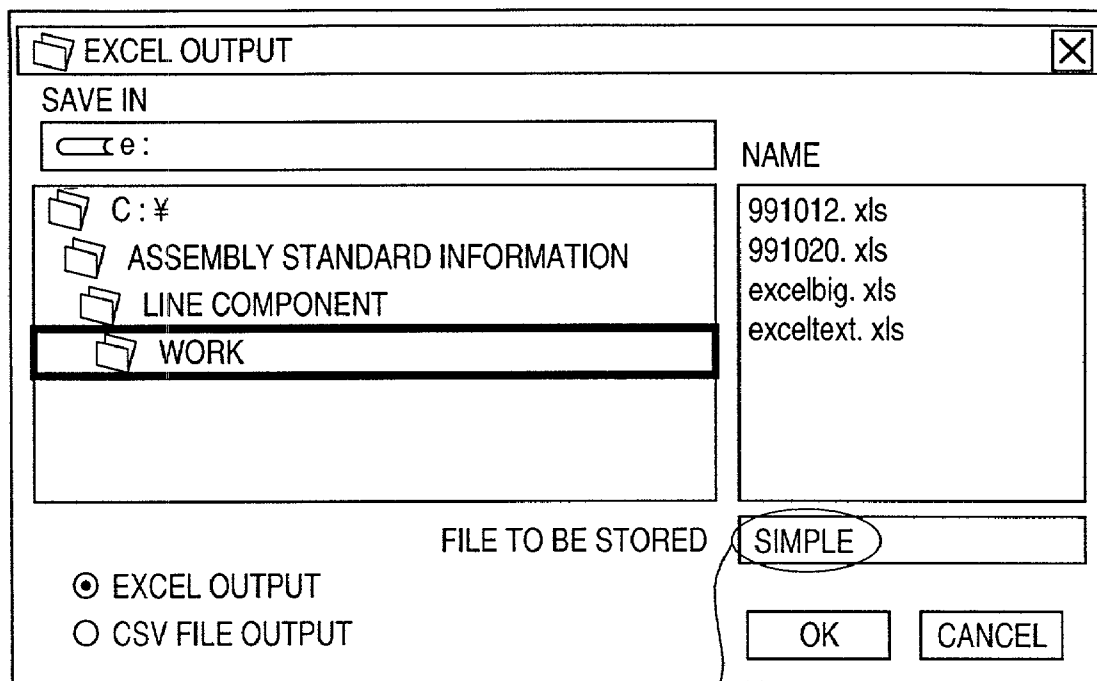 EXCEL OUTPUT
SAVE IN
e :
NAME
C : ¥
ASSEMBLY STANDARD INFORMATION
LINE COMPONENT
WORK
991012. xls
991020. xls
excelbig. xls
exceltext. xls
FILE TO BE STORED SIMPLE
EXCEL OUTPUT
CSV FILE OUTPUT
OK CANCEL